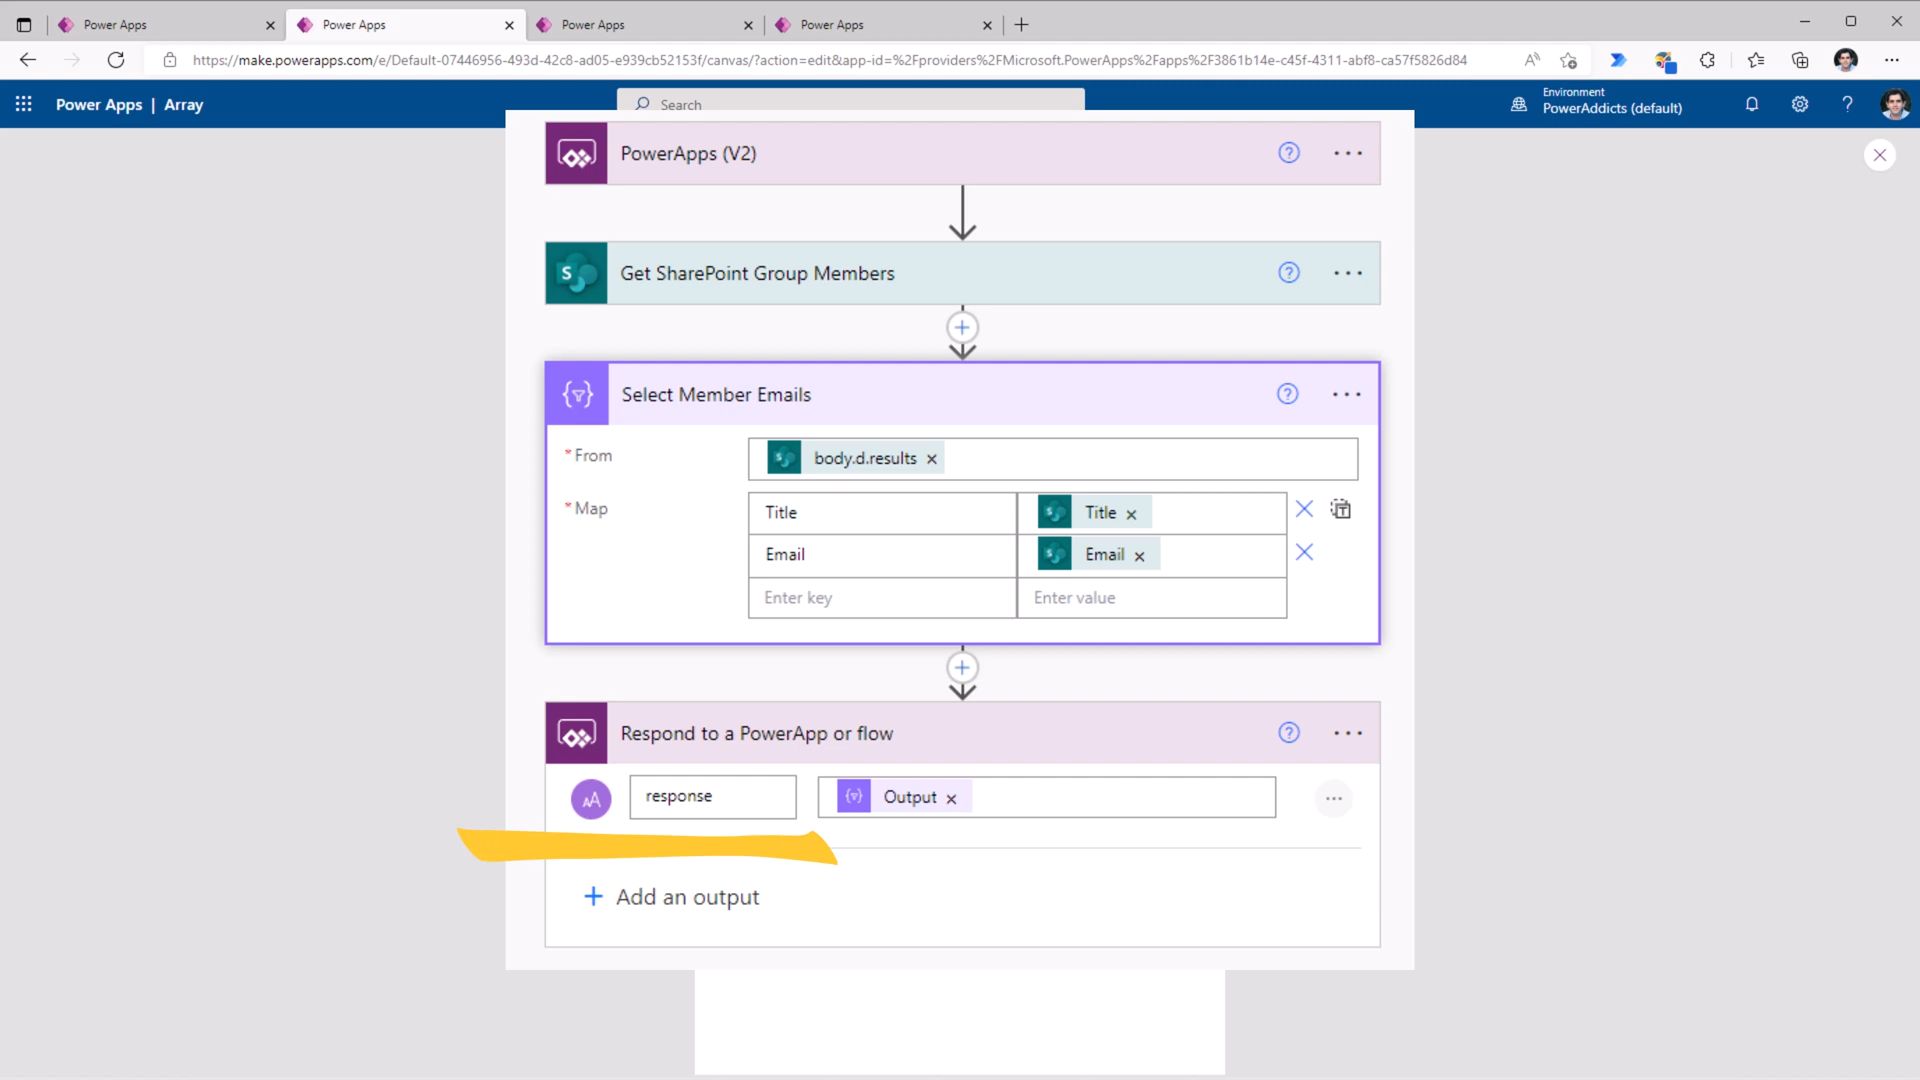 Power Apps
Power Apps
Power Apps
Power Apps
https://make.powerapps.com/e/Default-07446956-493d-42c8-ad05-e939cb52153f/canvas/?action=edit&app-id=%2Fproviders%2FMicrosoft.PowerApps%2Fapps%2F3861b14e-c45f-4311-abf8-ca57f5826d84
Power Apps | Array
Search
Environment
PowerAddicts (default)
PowerApps (V2)
Get SharePoint Group Members
Select Member Emails
* From
body.d.results
* Map
Title
Title
Email
Email
Enter key
Enter value
Respond to a PowerApp or flow
response
Output
Add an output